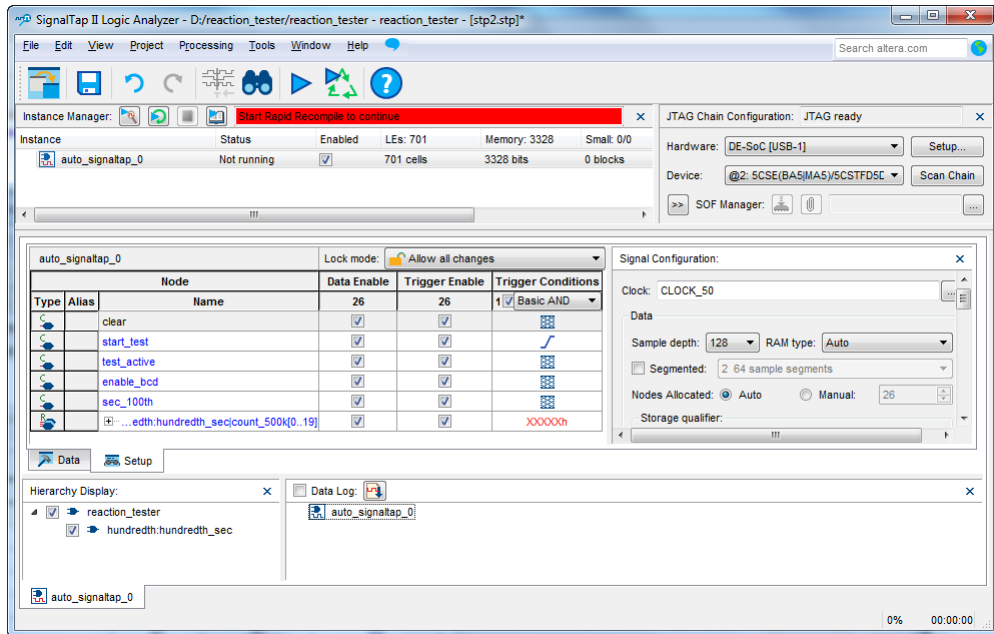 SignalTap II Logic Analyzer - D:/reaction_tester/reaction_tester - reaction_tester - [stp2.stp]*
File Edit View Project Processing Tools Window Help
Search altera.com
Instance Manager: Start Rapid Recompile to continue
Instance Status Enabled LEs: 701 Memory: 3328 Small: 0/0
auto_signaltap_0 Not running 701 cells 3328 bits 0 blocks
JTAG Chain Configuration: JTAG ready
Hardware: DE-SoC [USB-1] Setup...
Device: @2: 5CSE(BA5|MA5)/5CSTFD5D Scan Chain
>> SOF Manager: ...
auto_signaltap_0 Lock mode: Allow all changes
Node Data Enable Trigger Enable Trigger Conditions
Type Alias Name 26 26 1 Basic AND
clear
start_test
test_active
enable_bcd
sec_100th
...edth:hundredth_sec|count_500k[0..19] XXXXXh
Signal Configuration:
Clock: CLOCK_50 ...
Data
Sample depth: 128 RAM type: Auto
Segmented: 2 64 sample segments
Nodes Allocated: Auto Manual: 26
Storage qualifier:
Data Setup
Hierarchy Display:
reaction_tester
hundredth:hundredth_sec
Data Log:
auto_signaltap_0
auto_signaltap_0
0% 00:00:00